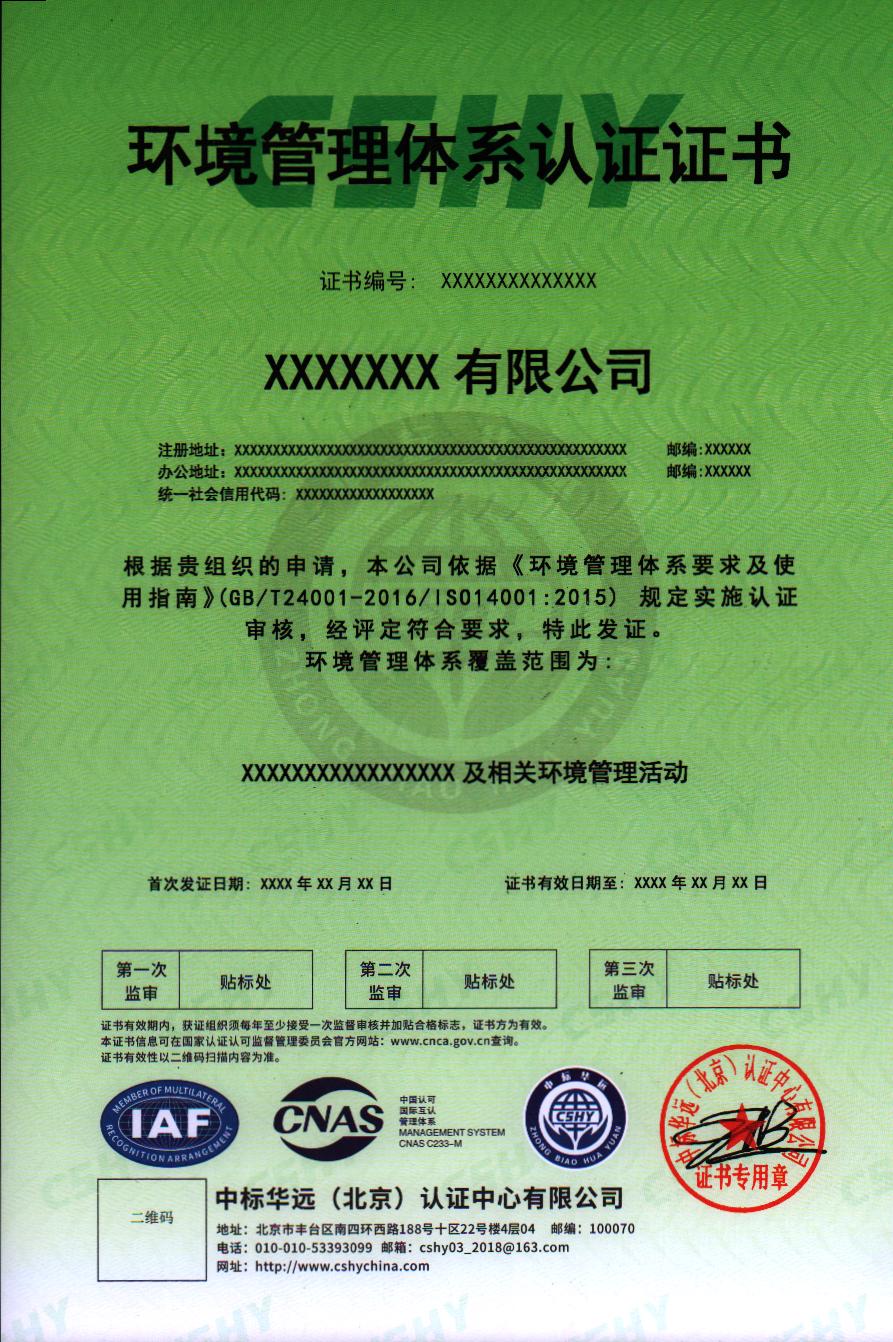 CSHY
环境管理体系认证证书
证书编号： XXXXXXXXXXXXXX
XXXXXXX 有限公司
注册地址：XXXXXXXXXXXXXXXXXXXXXXXXXXXXXXXXXXXXXXXXXXXXXXXXXXXX 邮编:XXXXXX
办公地址：XXXXXXXXXXXXXXXXXXXXXXXXXXXXXXXXXXXXXXXXXXXXXXXXXXXX 邮编:XXXXXX
统一社会信用代码：XXXXXXXXXXXXXXXXXX
根据贵组织的申请，本公司依据《环境管理体系要求及使
用指南》(GB/T24001-2016/ISO14001:2015) 规定实施认证
审核，经评定符合要求，特此发证。
环境管理体系覆盖范围为：
XXXXXXXXXXXXXXXXX 及相关环境管理活动
首次发证日期：XXXX 年 XX 月 XX 日 证书有效日期至：XXXX 年 XX 月 XX 日
第一次
监审 贴标处
第二次
监审 贴标处
第三次
监审 贴标处
证书有效期内，获证组织须每年至少接受一次监督审核并加贴合格标志，证书方为有效。
本证书信息可在国家认证认可监督管理委员会官方网站：www.cnca.gov.cn查询。
证书有效性以二维码扫描内容为准。
MEMBER OF MULTILATERAL
IAF
RECOGNITION ARRANGEMENT
CNAS
中国认可
国际互认
管理体系
MANAGEMENT SYSTEM
CNAS C233-M
中标华远
CSHY
ZHONG BIAO HUA YUAN
中标华远（北京）认证中心有限公司
证书专用章
二维码
中标华远（北京）认证中心有限公司
地址：北京市丰台区南四环西路188号十区22号楼4层04 邮编：100070
电话：010-010-53393099 邮箱：cshy03_2018@163.com
网址：http://www.cshychina.com